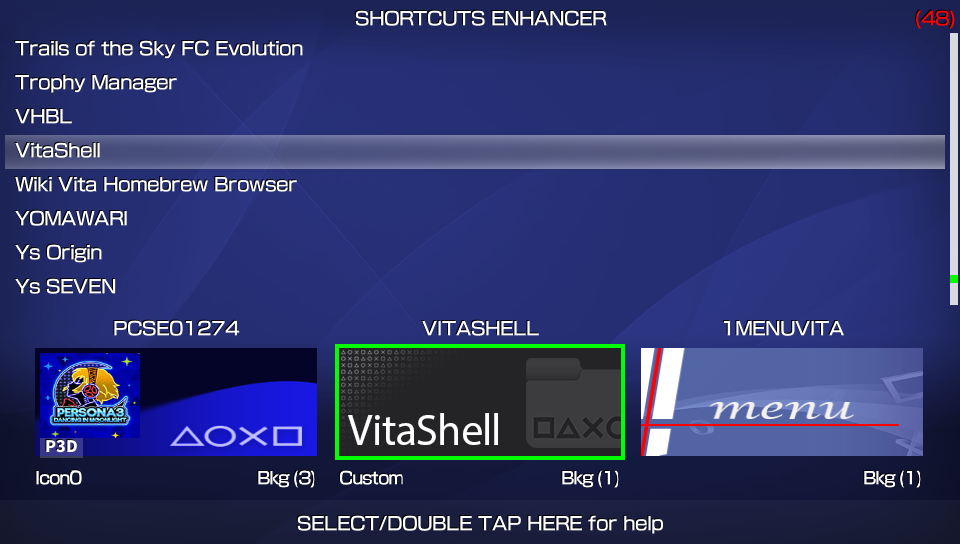 SHORTCUTS ENHANCER (48)
Trails of the Sky FC Evolution
Trophy Manager
VHBL
VitaShell
Wiki Vita Homebrew Browser
YOMAWARI
Ys Origin
Ys SEVEN
PCSE01274 VITASHELL 1MENUVITA
PERSONA3
DANCING IN MOONLIGHT
P3D
VitaShell
menu
Icon0 Bkg (3) Custom Bkg (1) Bkg (1)
SELECT/DOUBLE TAP HERE for help